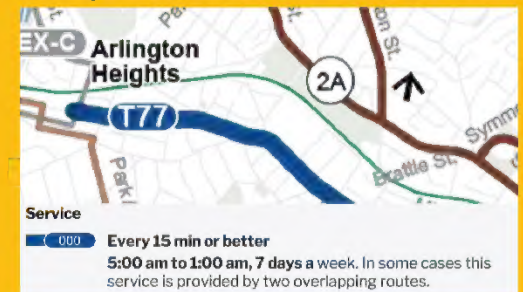 EX-C
Arlington
Heights
T77
2A
Brattle St.
Service
000
Every 15 min or better
5:00 am to 1:00 am, 7 days a week. In some cases this
service is provided by two overlapping routes.